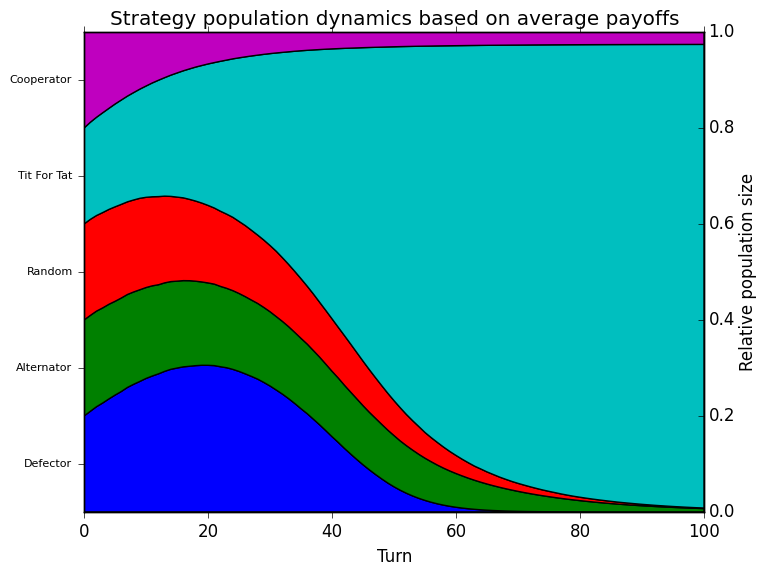 Strategy population dynamics based on average payoffs
Cooperator
Tit For Tat
Random
Alternator
Defector
1.0
0.8
0.6
0.4
0.2
0.0
Relative population size
0 20 40 60 80 100
Turn